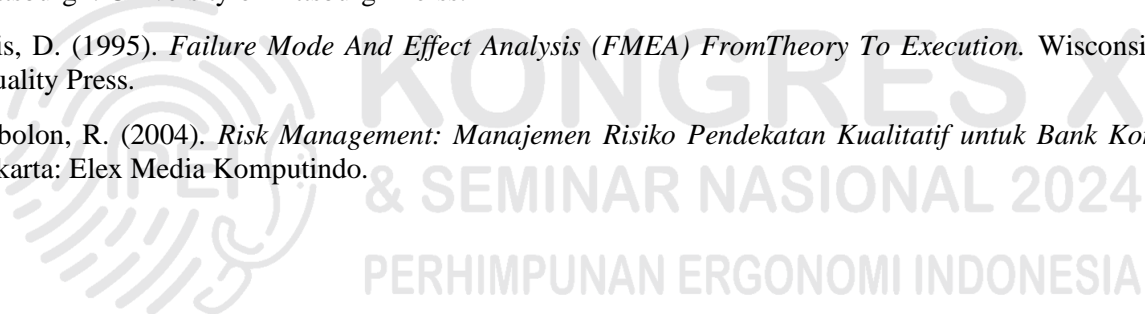 is, D. (1995). Failure Mode And Effect Analysis (FMEA) FromTheory To Execution. Wisconsi
uality Press.
bolon, R. (2004). Risk Management: Manajemen Risiko Pendekatan Kualitatif untuk Bank Ko
karta: Elex Media Komputindo.
KONGRES X
& SEMINAR NASIONAL 2024
PERHIMPUNAN ERGONOMI INDONESIA